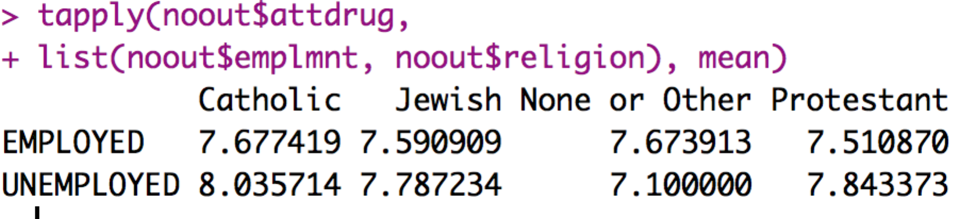 > tapply(noout$attdrug,
+ list(noout$emplmnt, noout$religion), mean)
Catholic Jewish None or Other Protestant
EMPLOYED 7.677419 7.590909 7.673913 7.510870
UNEMPLOYED 8.035714 7.787234 7.100000 7.843373